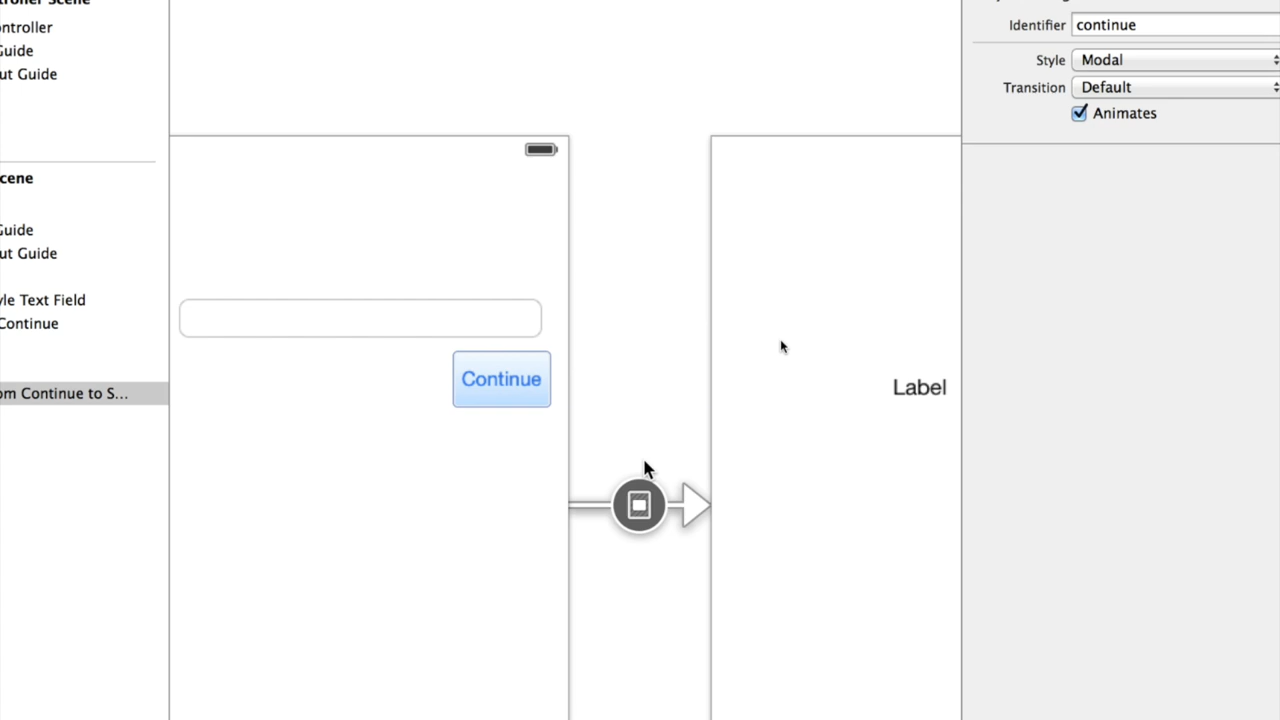 ntroller Scene
ontroller
Guide
ut Guide
cene
Guide
ut Guide
yle Text Field
Continue
om Continue to S...
Continue
Label
Identifier continue
Style Modal
Transition Default
Animates